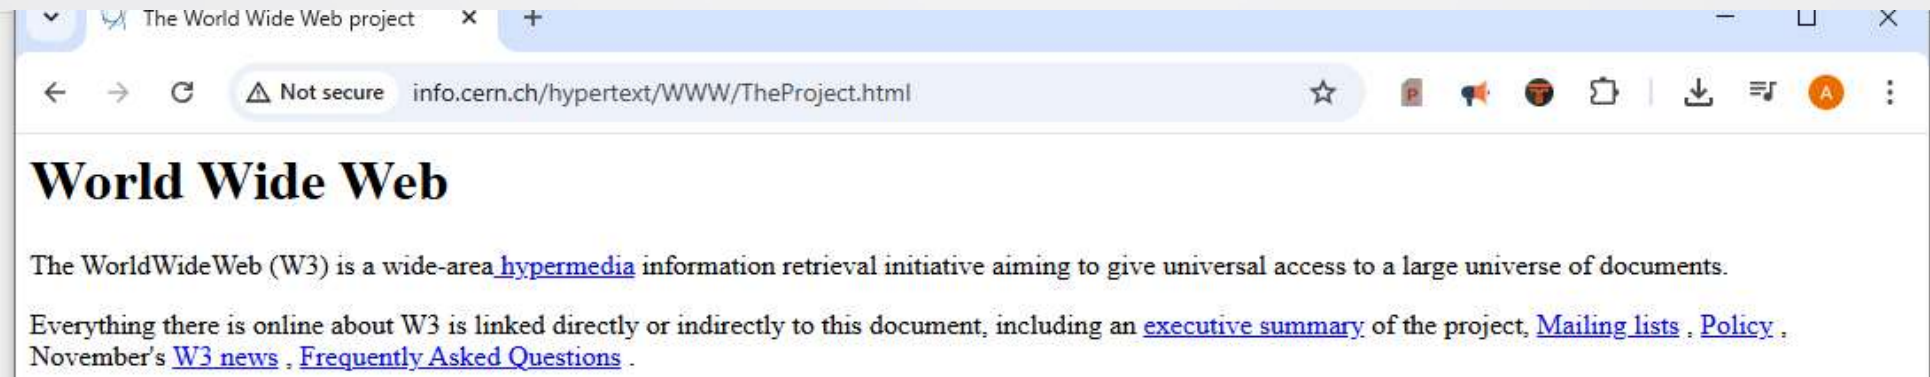 The World Wide Web project
Not secure info.cern.ch/hypertext/WWW/TheProject.html P A
World Wide Web
The WorldWideWeb (W3) is a wide-area hypermedia information retrieval initiative aiming to give universal access to a large universe of documents.
Everything there is online about W3 is linked directly or indirectly to this document, including an executive summary of the project, Mailing lists , Policy ,
November's W3 news , Frequently Asked Questions .